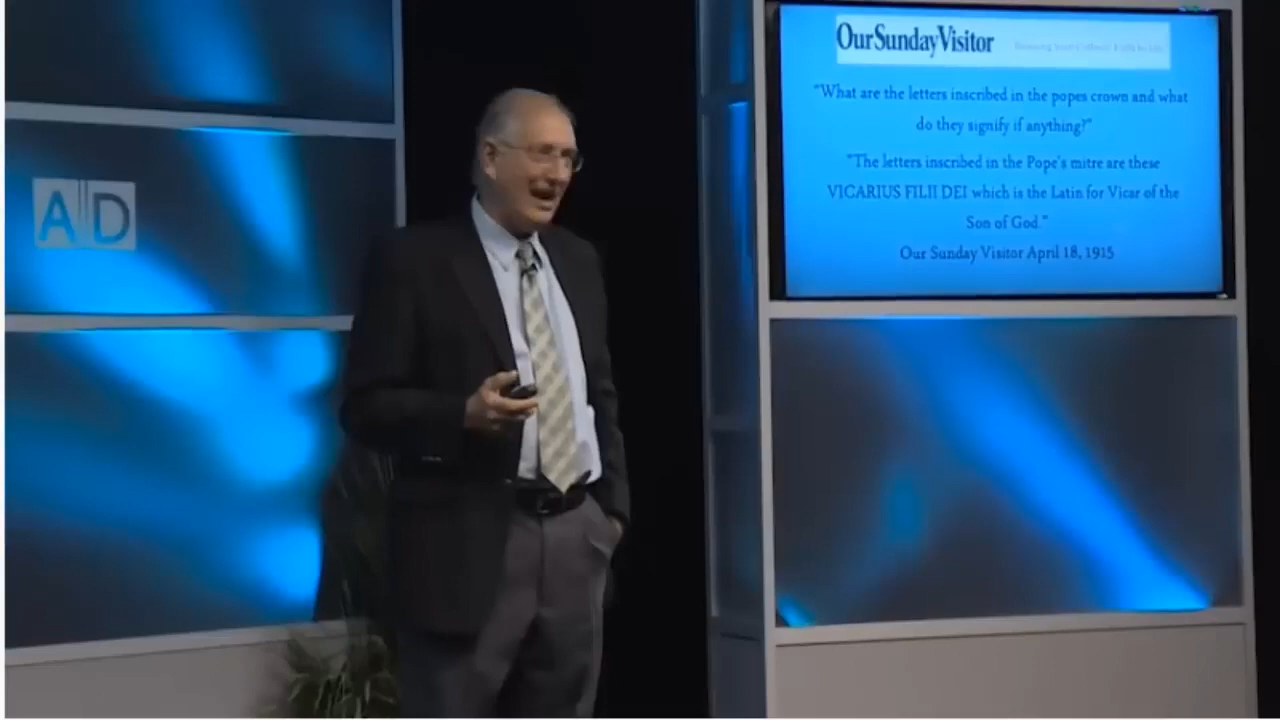 A D
OurSundayVisitor
"What are the letters inscribed in the popes crown and what
do they signify if anything?"
"The letters inscribed in the Pope's mitre are these
VICARIUS FILII DEI which is the Latin for Vicar of the
Son of God."
Our Sunday Visitor April 18, 1915